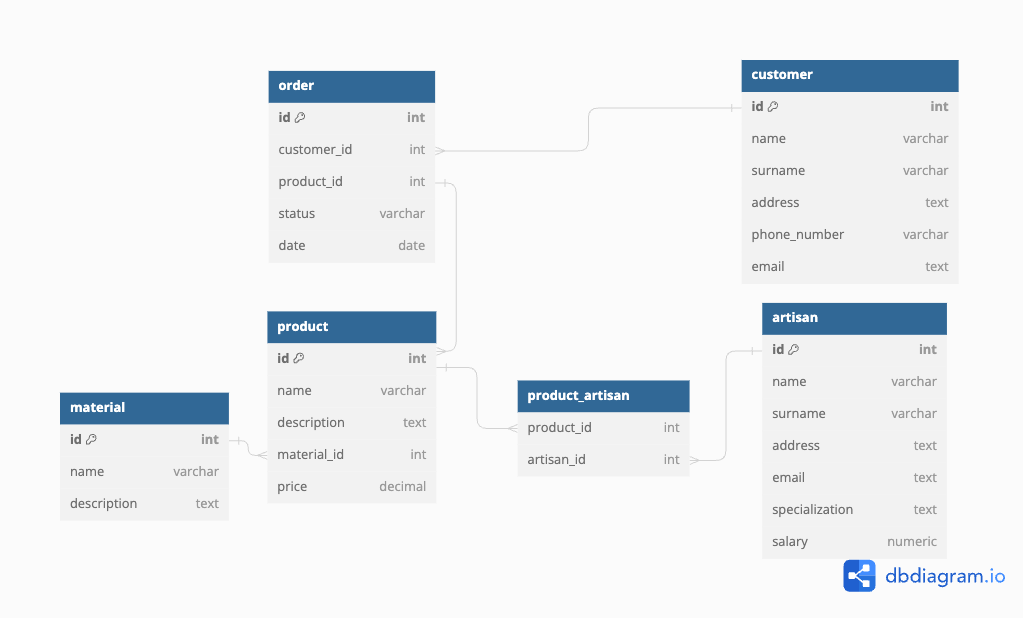 order
id int
customer_id int
product_id int
status varchar
date date
customer
id int
name varchar
surname varchar
address text
phone_number varchar
email text
product
id int
name varchar
description text
material_id int
price decimal
artisan
id int
name varchar
surname varchar
address text
email text
specialization text
salary numeric
material
id int
name varchar
description text
product_artisan
product_id int
artisan_id int
dbdiagram.io